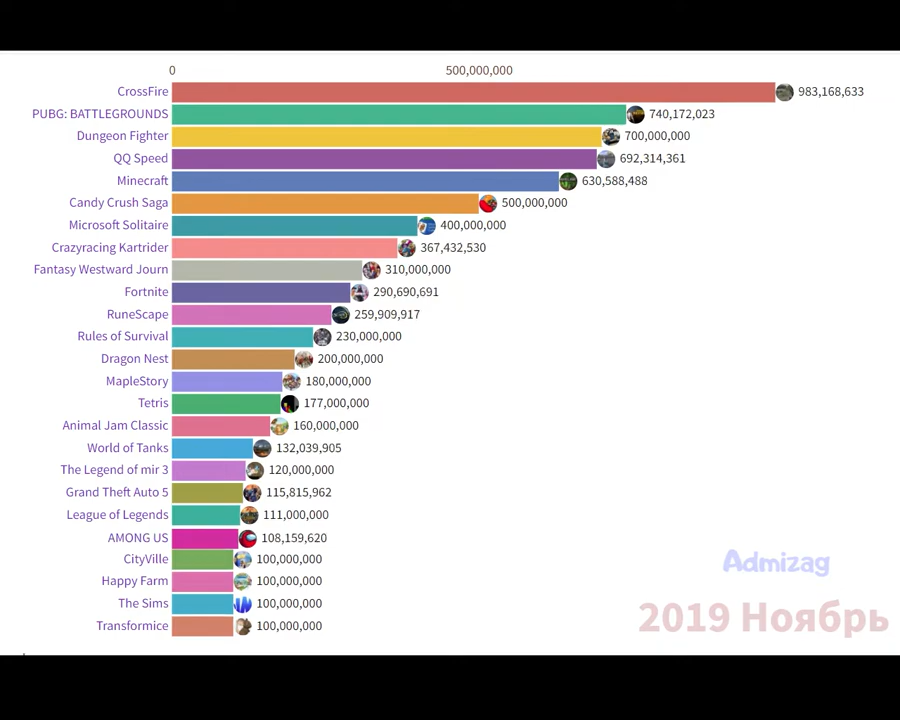 0 500,000,000
CrossFire 983,168,633
PUBG: BATTLEGROUNDS 740,172,023
Dungeon Fighter 700,000,000
QQ Speed 692,314,361
Minecraft 630,588,488
Candy Crush Saga 500,000,000
Microsoft Solitaire 400,000,000
Crazyracing Kartrider 367,432,530
Fantasy Westward Journ 310,000,000
Fortnite 290,690,691
RuneScape 259,909,917
Rules of Survival 230,000,000
Dragon Nest 200,000,000
MapleStory 180,000,000
Tetris 177,000,000
Animal Jam Classic 160,000,000
World of Tanks 132,039,905
The Legend of mir 3 120,000,000
Grand Theft Auto 5 115,815,962
League of Legends 111,000,000
AMONG US 108,159,620
CityVille 100,000,000
Happy Farm 100,000,000
The Sims 100,000,000
Transformice 100,000,000
Admizag
2019 Ноябрь